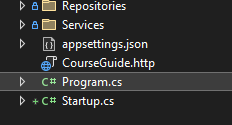 Repositories
Services
appsettings.json
CourseGuide.http
C# Program.cs
+ C# Startup.cs